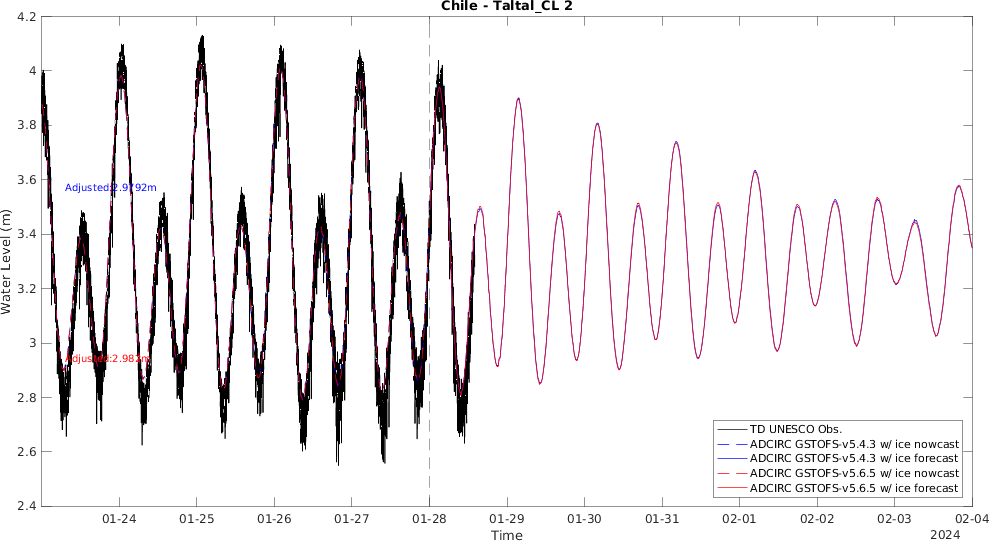 Chile - Taltal_CL 2
Water Level (m)
4.2
4
3.8
3.6
3.4
3.2
3
2.8
2.6
2.4
Adjusted:2.9792m
Adjusted:2.982m
TD UNESCO Obs.
ADCIRC GSTOFS-v5.4.3 w/ ice nowcast
ADCIRC GSTOFS-v5.4.3 w/ ice forecast
ADCIRC GSTOFS-v5.6.5 w/ ice nowcast
ADCIRC GSTOFS-v5.6.5 w/ ice forecast
01-24 01-25 01-26 01-27 01-28 01-29 01-30 01-31 02-01 02-02 02-03 02-04
Time
2024